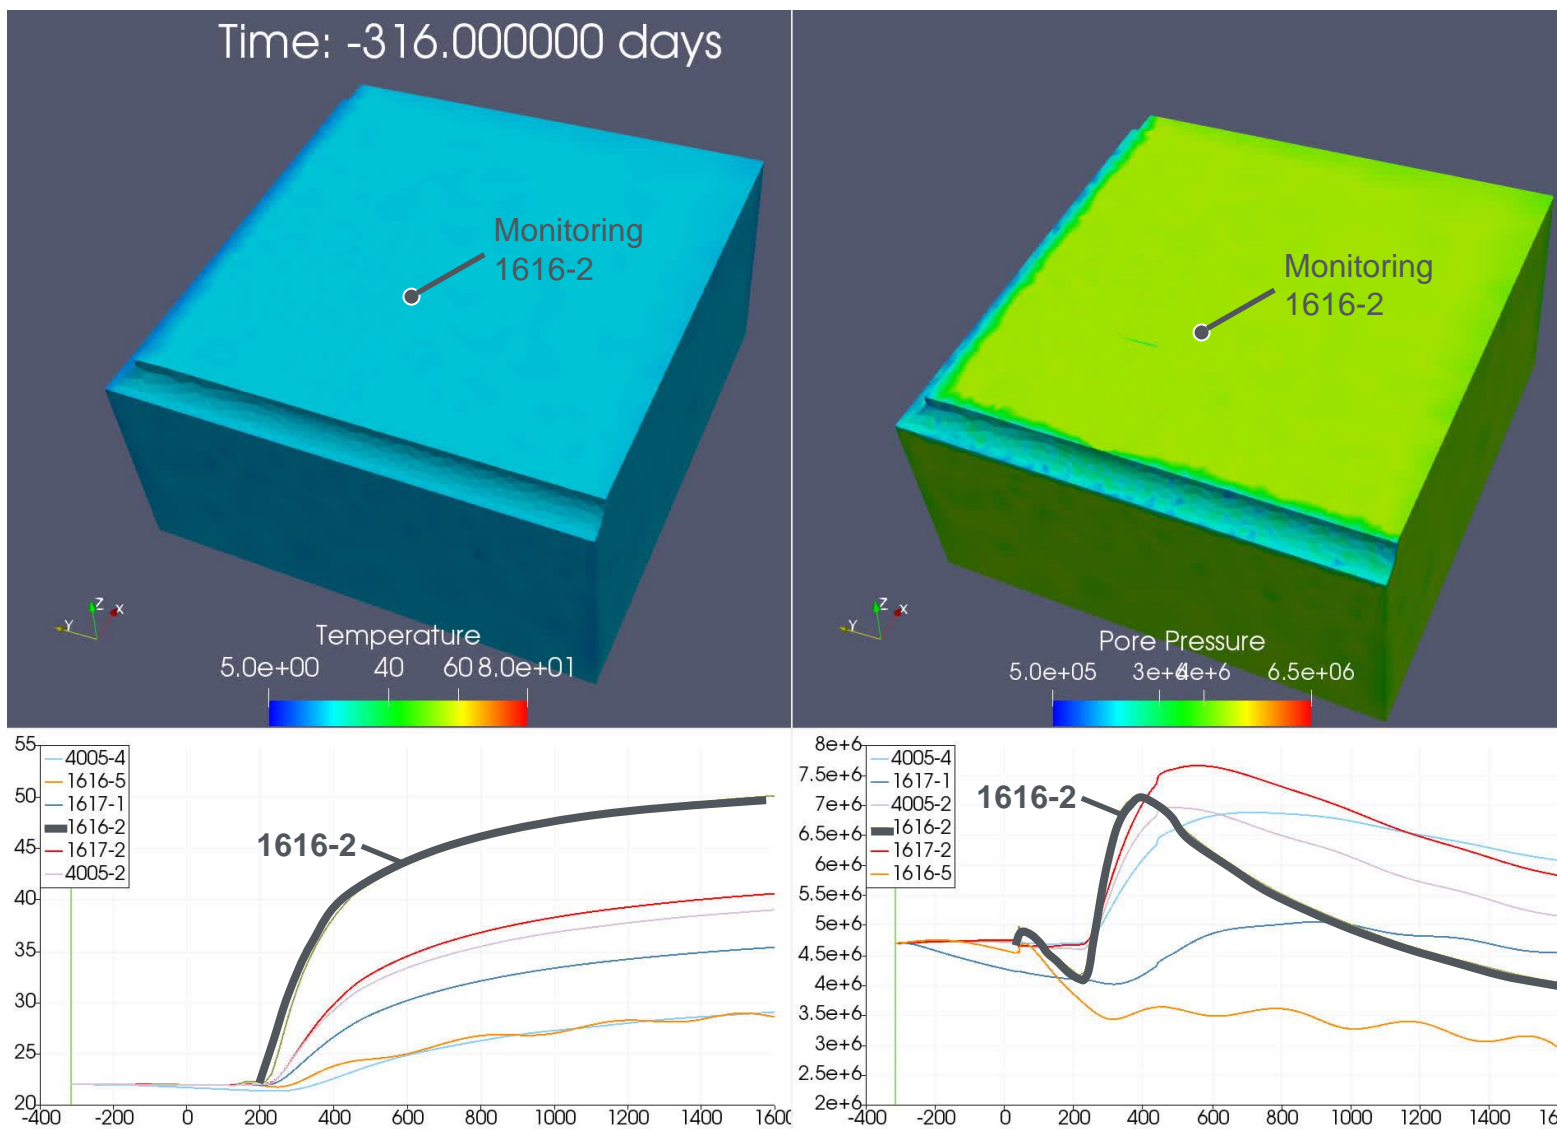 Time: -316.000000 days
Monitoring
1616-2
Z
X
Y
Temperature
5.0e+00 40 60 8.0e+01
Monitoring
1616-2
Z
X
Y
Pore Pressure
5.0e+05 3e+6 4e+6 6.5e+06
55
50
45
40
35
30
25
20
4005-4
1616-5
1617-1
1616-2
1617-2
4005-2
1616-2
-400 -200 0 200 400 600 800 1000 1200 1400 1600
8e+6
7.5e+6
7e+6
6.5e+6
6e+6
5.5e+6
5e+6
4.5e+6
4e+6
3.5e+6
3e+6
2.5e+6
2e+6
4005-4
1617-1
4005-2
1616-2
1617-2
1616-5
1616-2
-400 -200 0 200 400 600 800 1000 1200 1400